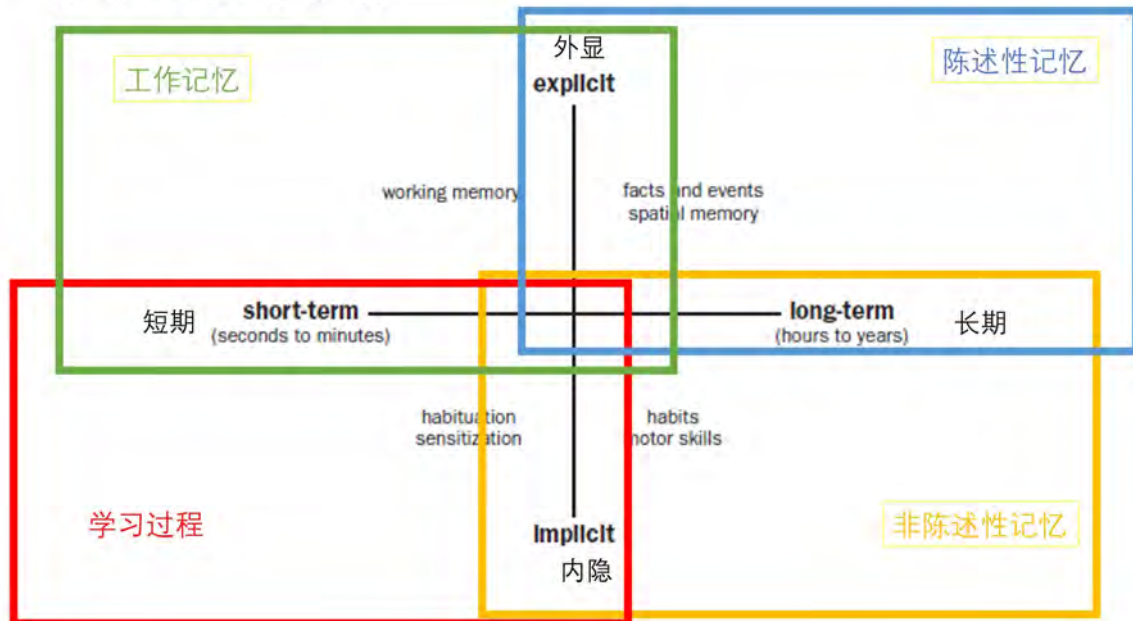 外显
explicit
工作记忆
陈述性记忆
working memory
facts and events
spatial memory
短期
short-term
(seconds to minutes)
long-term
(hours to years)
长期
habituation
sensitization
habits
motor skills
学习过程
非陈述性记忆
implicit
内隐